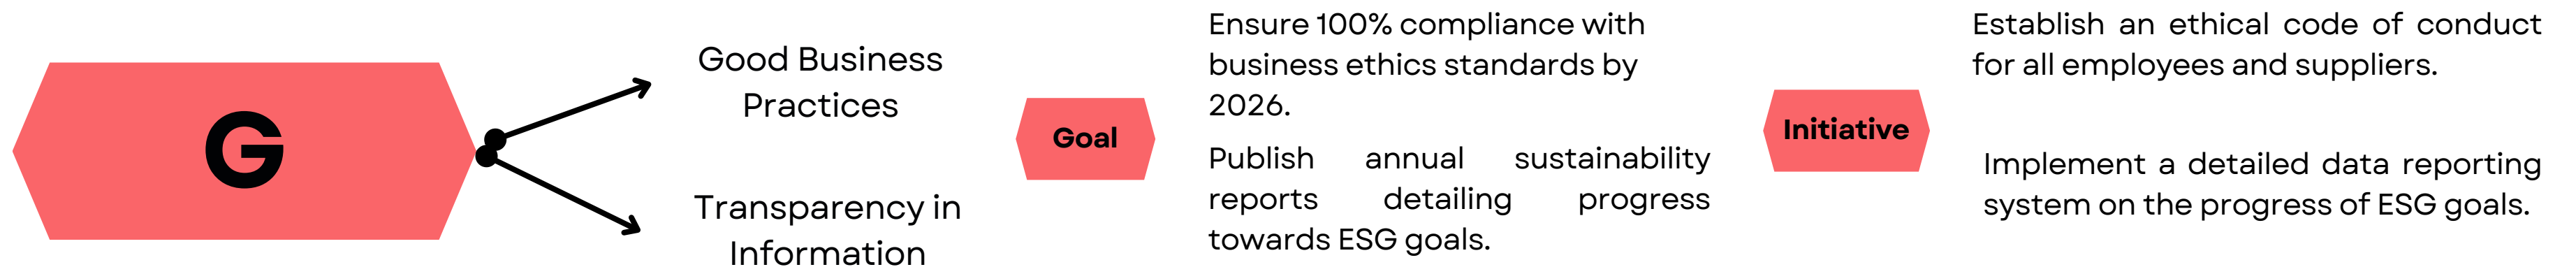 G
Good Business
Practices
Transparency in
Information
Goal
Ensure 100% compliance with
business ethics standards by
2026.
Publish annual sustainability
reports detailing progress
towards ESG goals.
Initiative
Establish an ethical code of conduct
for all employees and suppliers.
Implement a detailed data reporting
system on the progress of ESG goals.